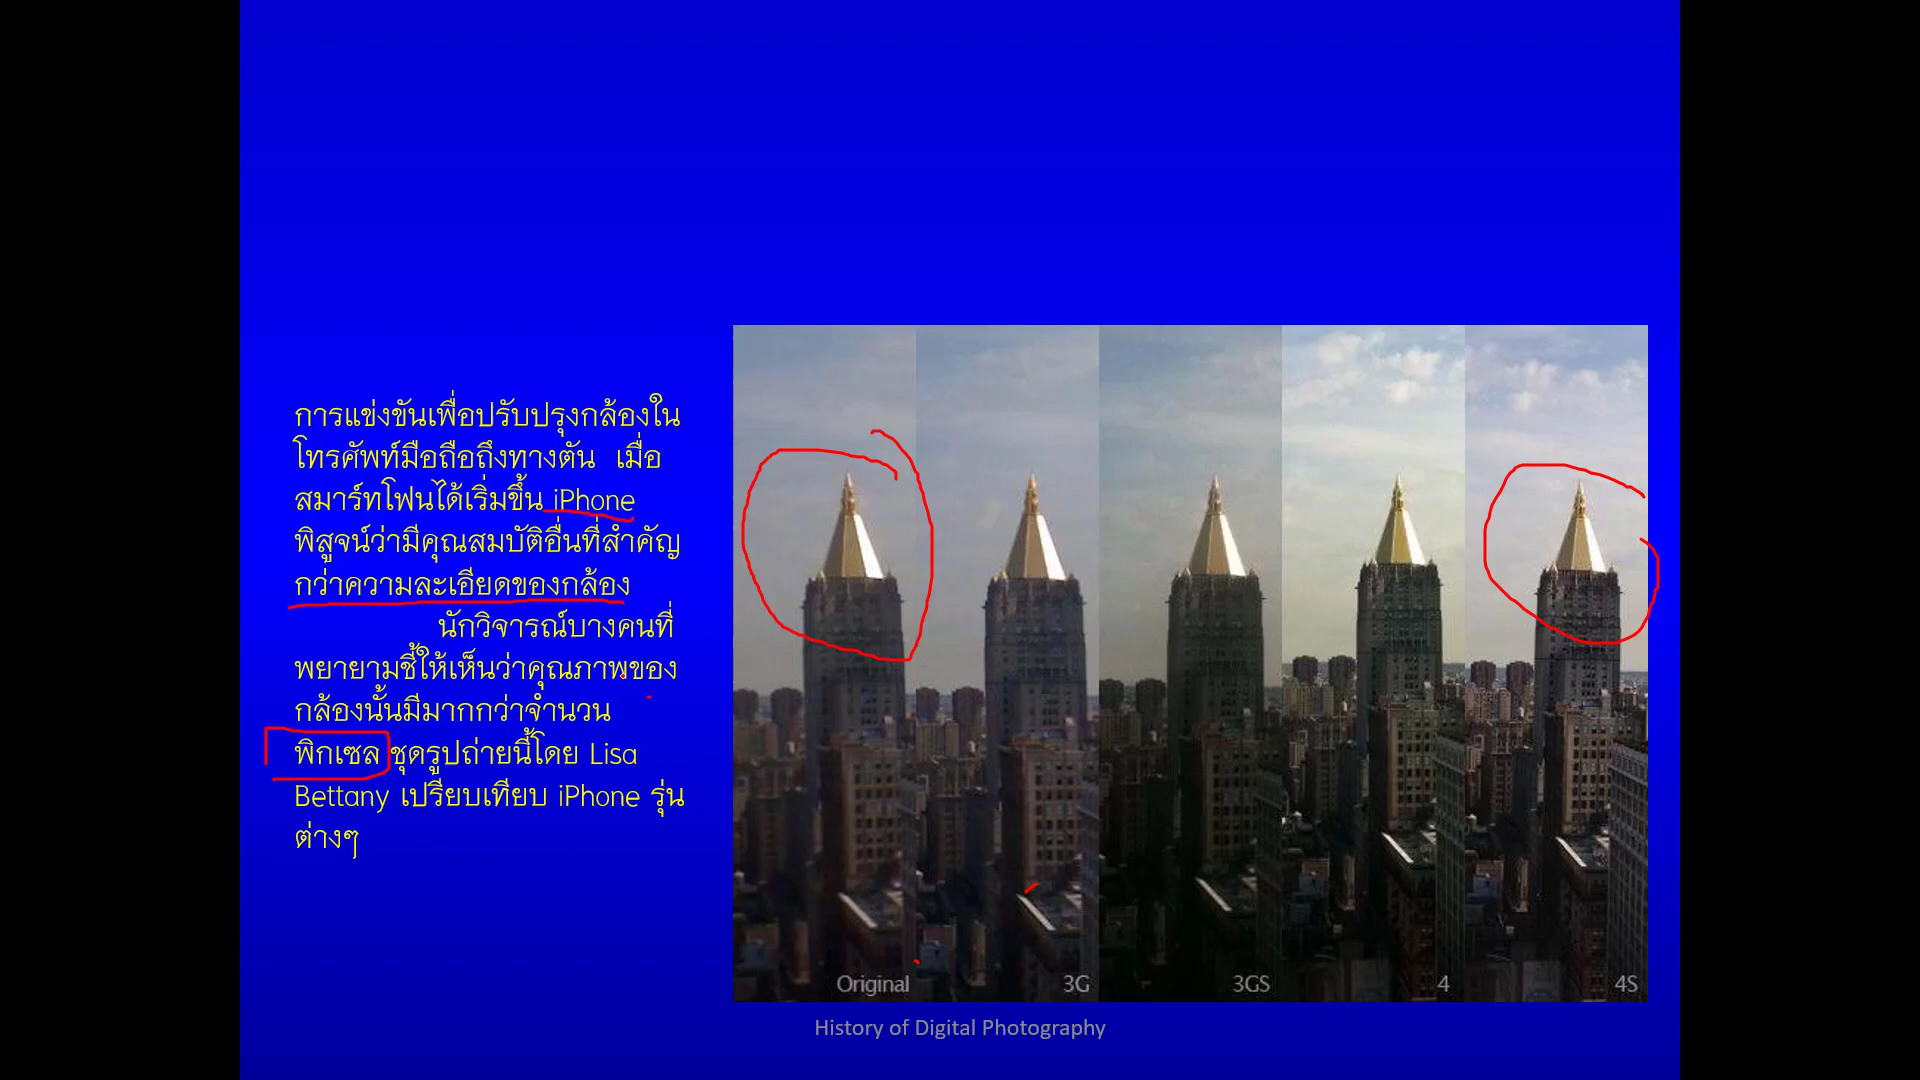 การแข่งขันเพื่อปรับปรุงกล้องใน
โทรศัพท์มือถือถึงทางตัน เมื่อ
สมาร์ทโฟนได้เริ่มขึ้น iPhone
พิสูจน์ว่ามีคุณสมบัติอื่นที่สำคัญ
กว่าความละเอียดของกล้อง
นักวิจารณ์บางคนที่
พยายามชี้ให้เห็นว่าคุณภาพของ
กล้องนั้นมีมากกว่าจำนวน
พิกเซล ชุดรูปถ่ายนี้โดย Lisa
Bettany เปรียบเทียบ iPhone รุ่น
ต่างๆ
Original 3G 3GS 4 4S
History of Digital Photography